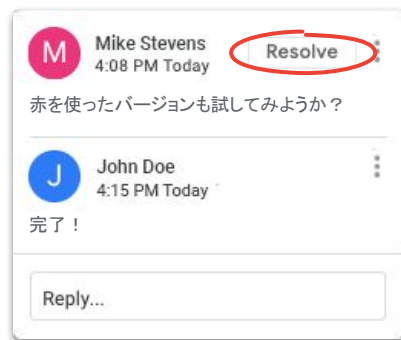 M
Mike Stevens
Resolve
4:08 PM Today
赤を使ったバージョンも試してみようか？
J
John Doe
4:15 PM Today
完了！
Reply...